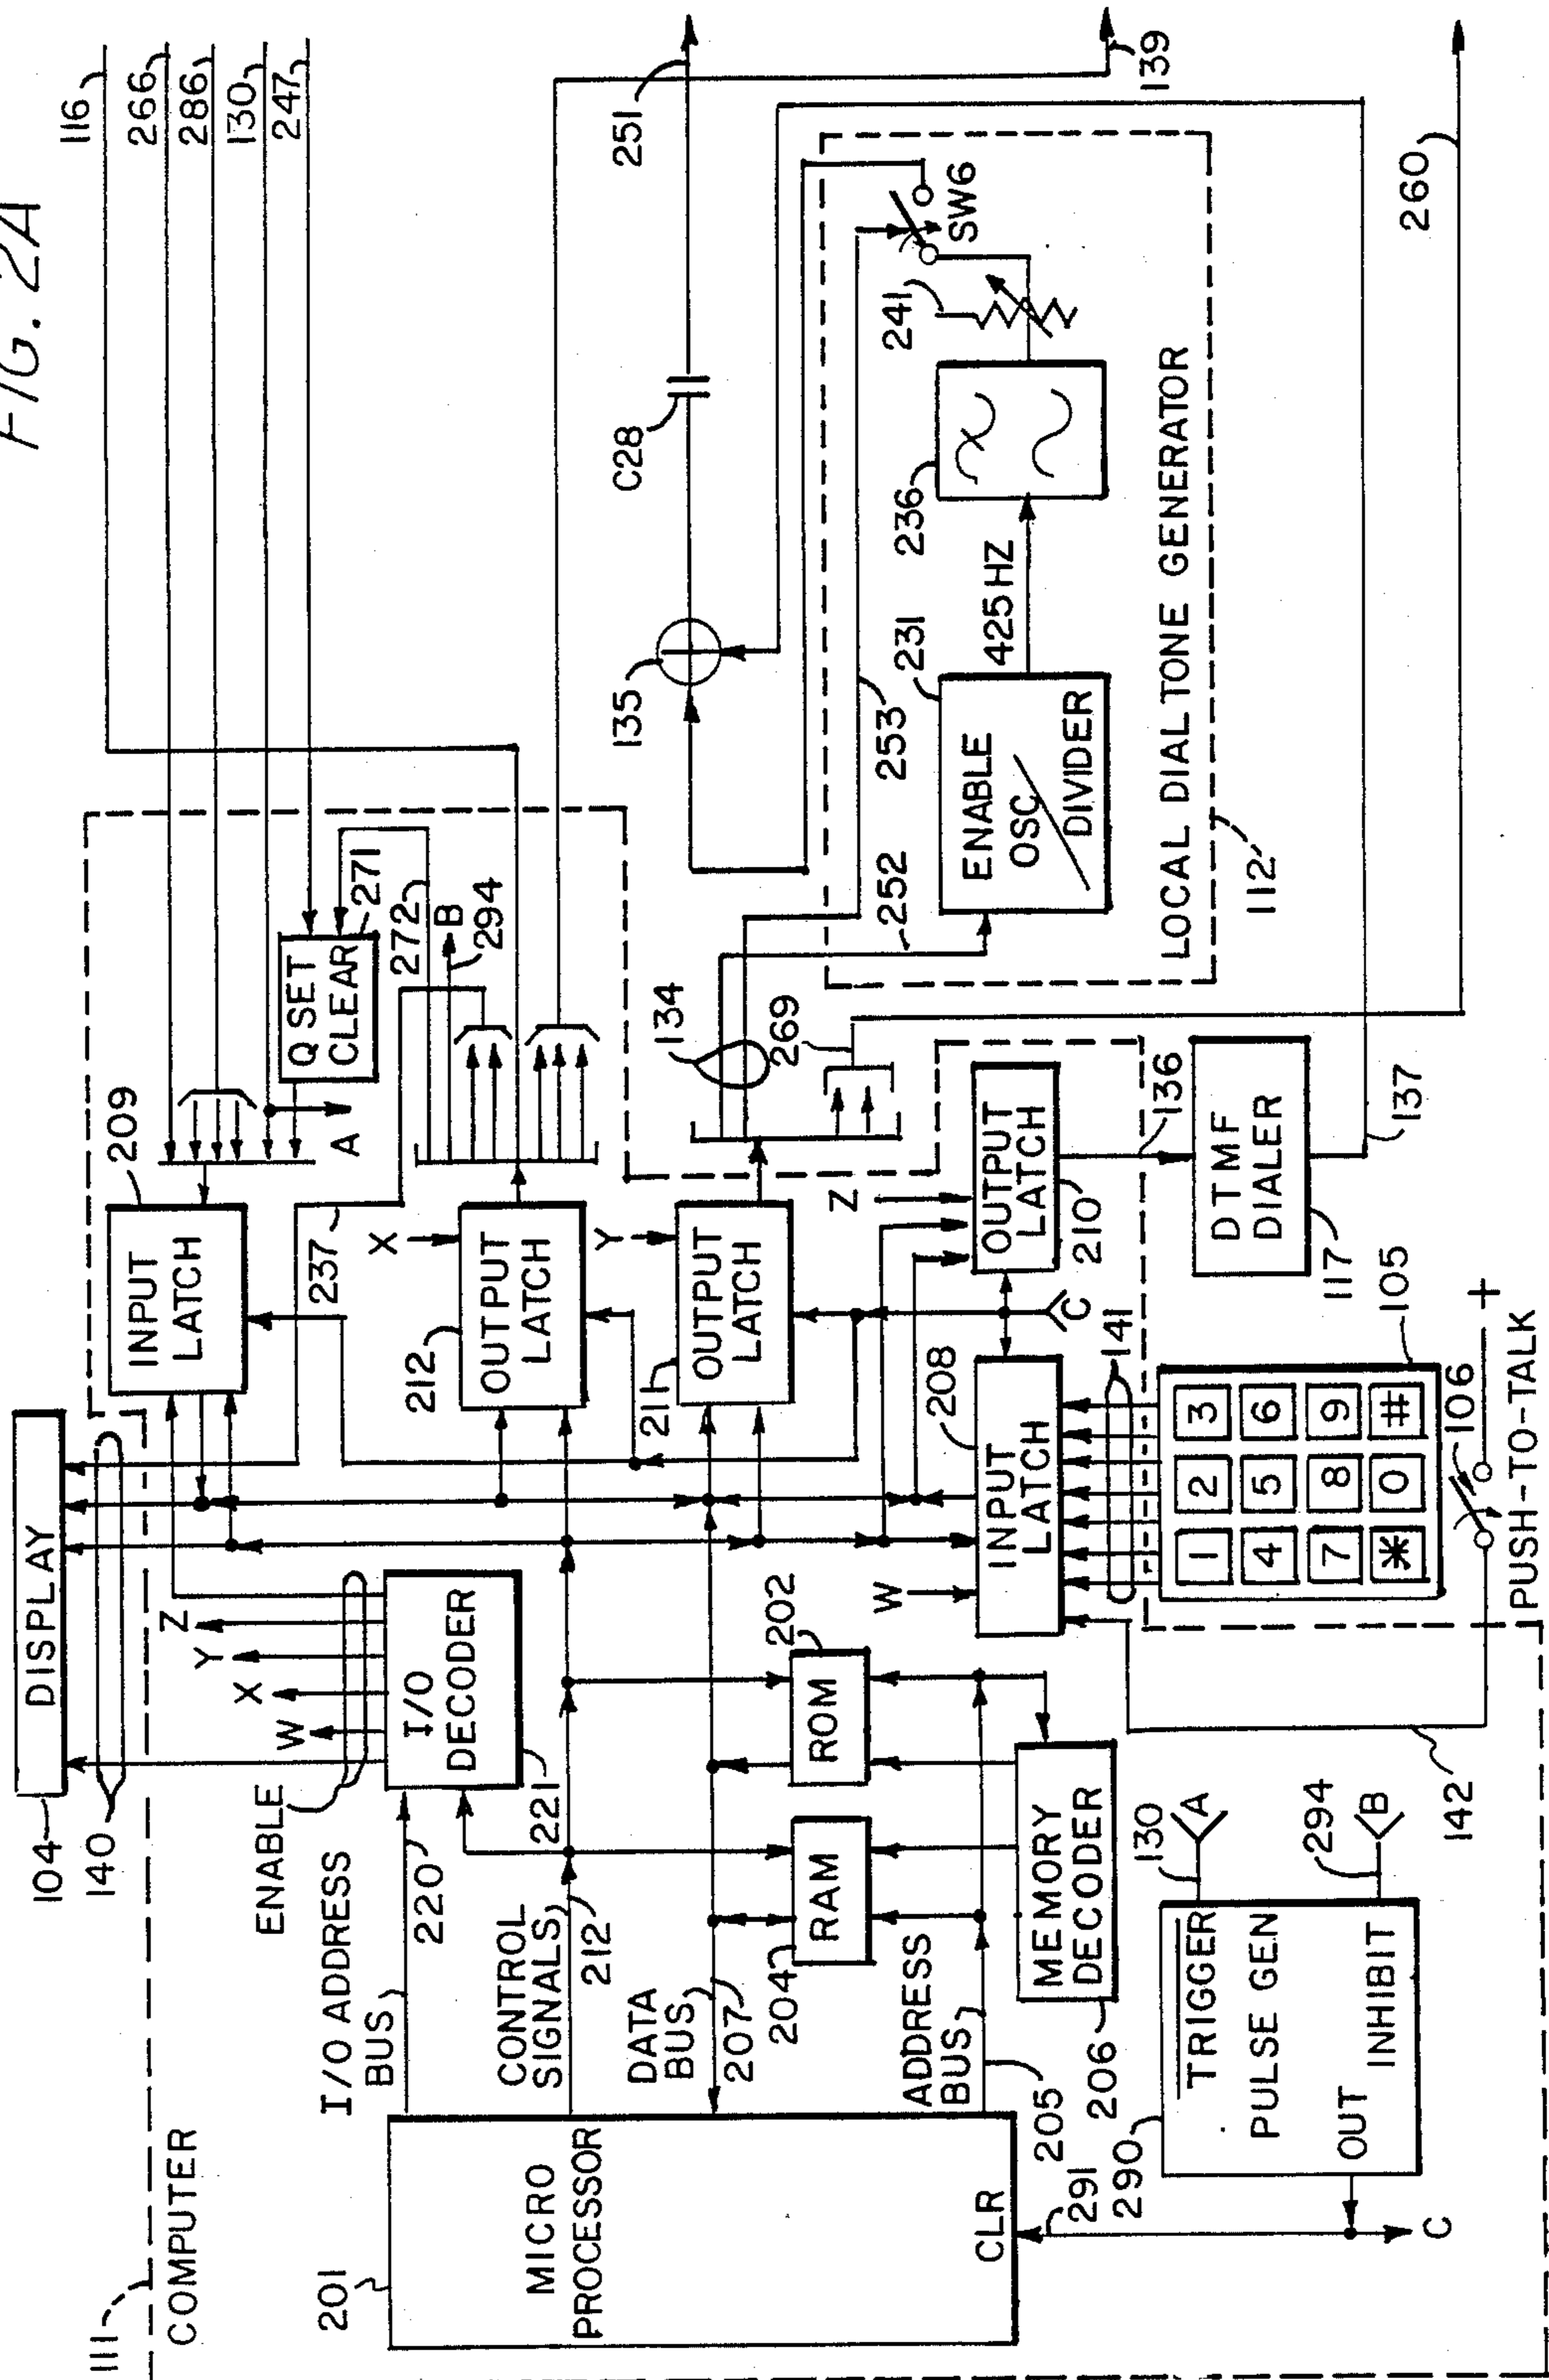 FIG. 2A
111
COMPUTER
104
DISPLAY
140
ENABLE
W
X
Y
Z
I/O
DECODER
221
I/O ADDRESS
BUS
220
CONTROL
SIGNALS
212
DATA
BUS
207
ADDRESS
BUS
205
201
MICRO
PROCESSOR
CLR
291
204
RAM
202
ROM
MEMORY
DECODER
206
290
TRIGGER
PULSE GEN
OUT
INHIBIT
130
A
294
B
C
142
209
INPUT
LATCH
237
X
212
OUTPUT
LATCH
Y
211
OUTPUT
LATCH
Z
OUTPUT
LATCH
210
W
208
INPUT
LATCH
C
141
1 2 3
4 5 6
7 8 9
* 0 #
105
106
+
PUSH-TO-TALK
136
DTMF
DIALER
117
137
A
Q SET
CLEAR
271
272
B
294
116
266
286
130
247
134
269
135
C28
251
139
252
253
ENABLE
OSC/
DIVIDER
231
425HZ
236
241
SW6
LOCAL DIALTONE GENERATOR
112
260